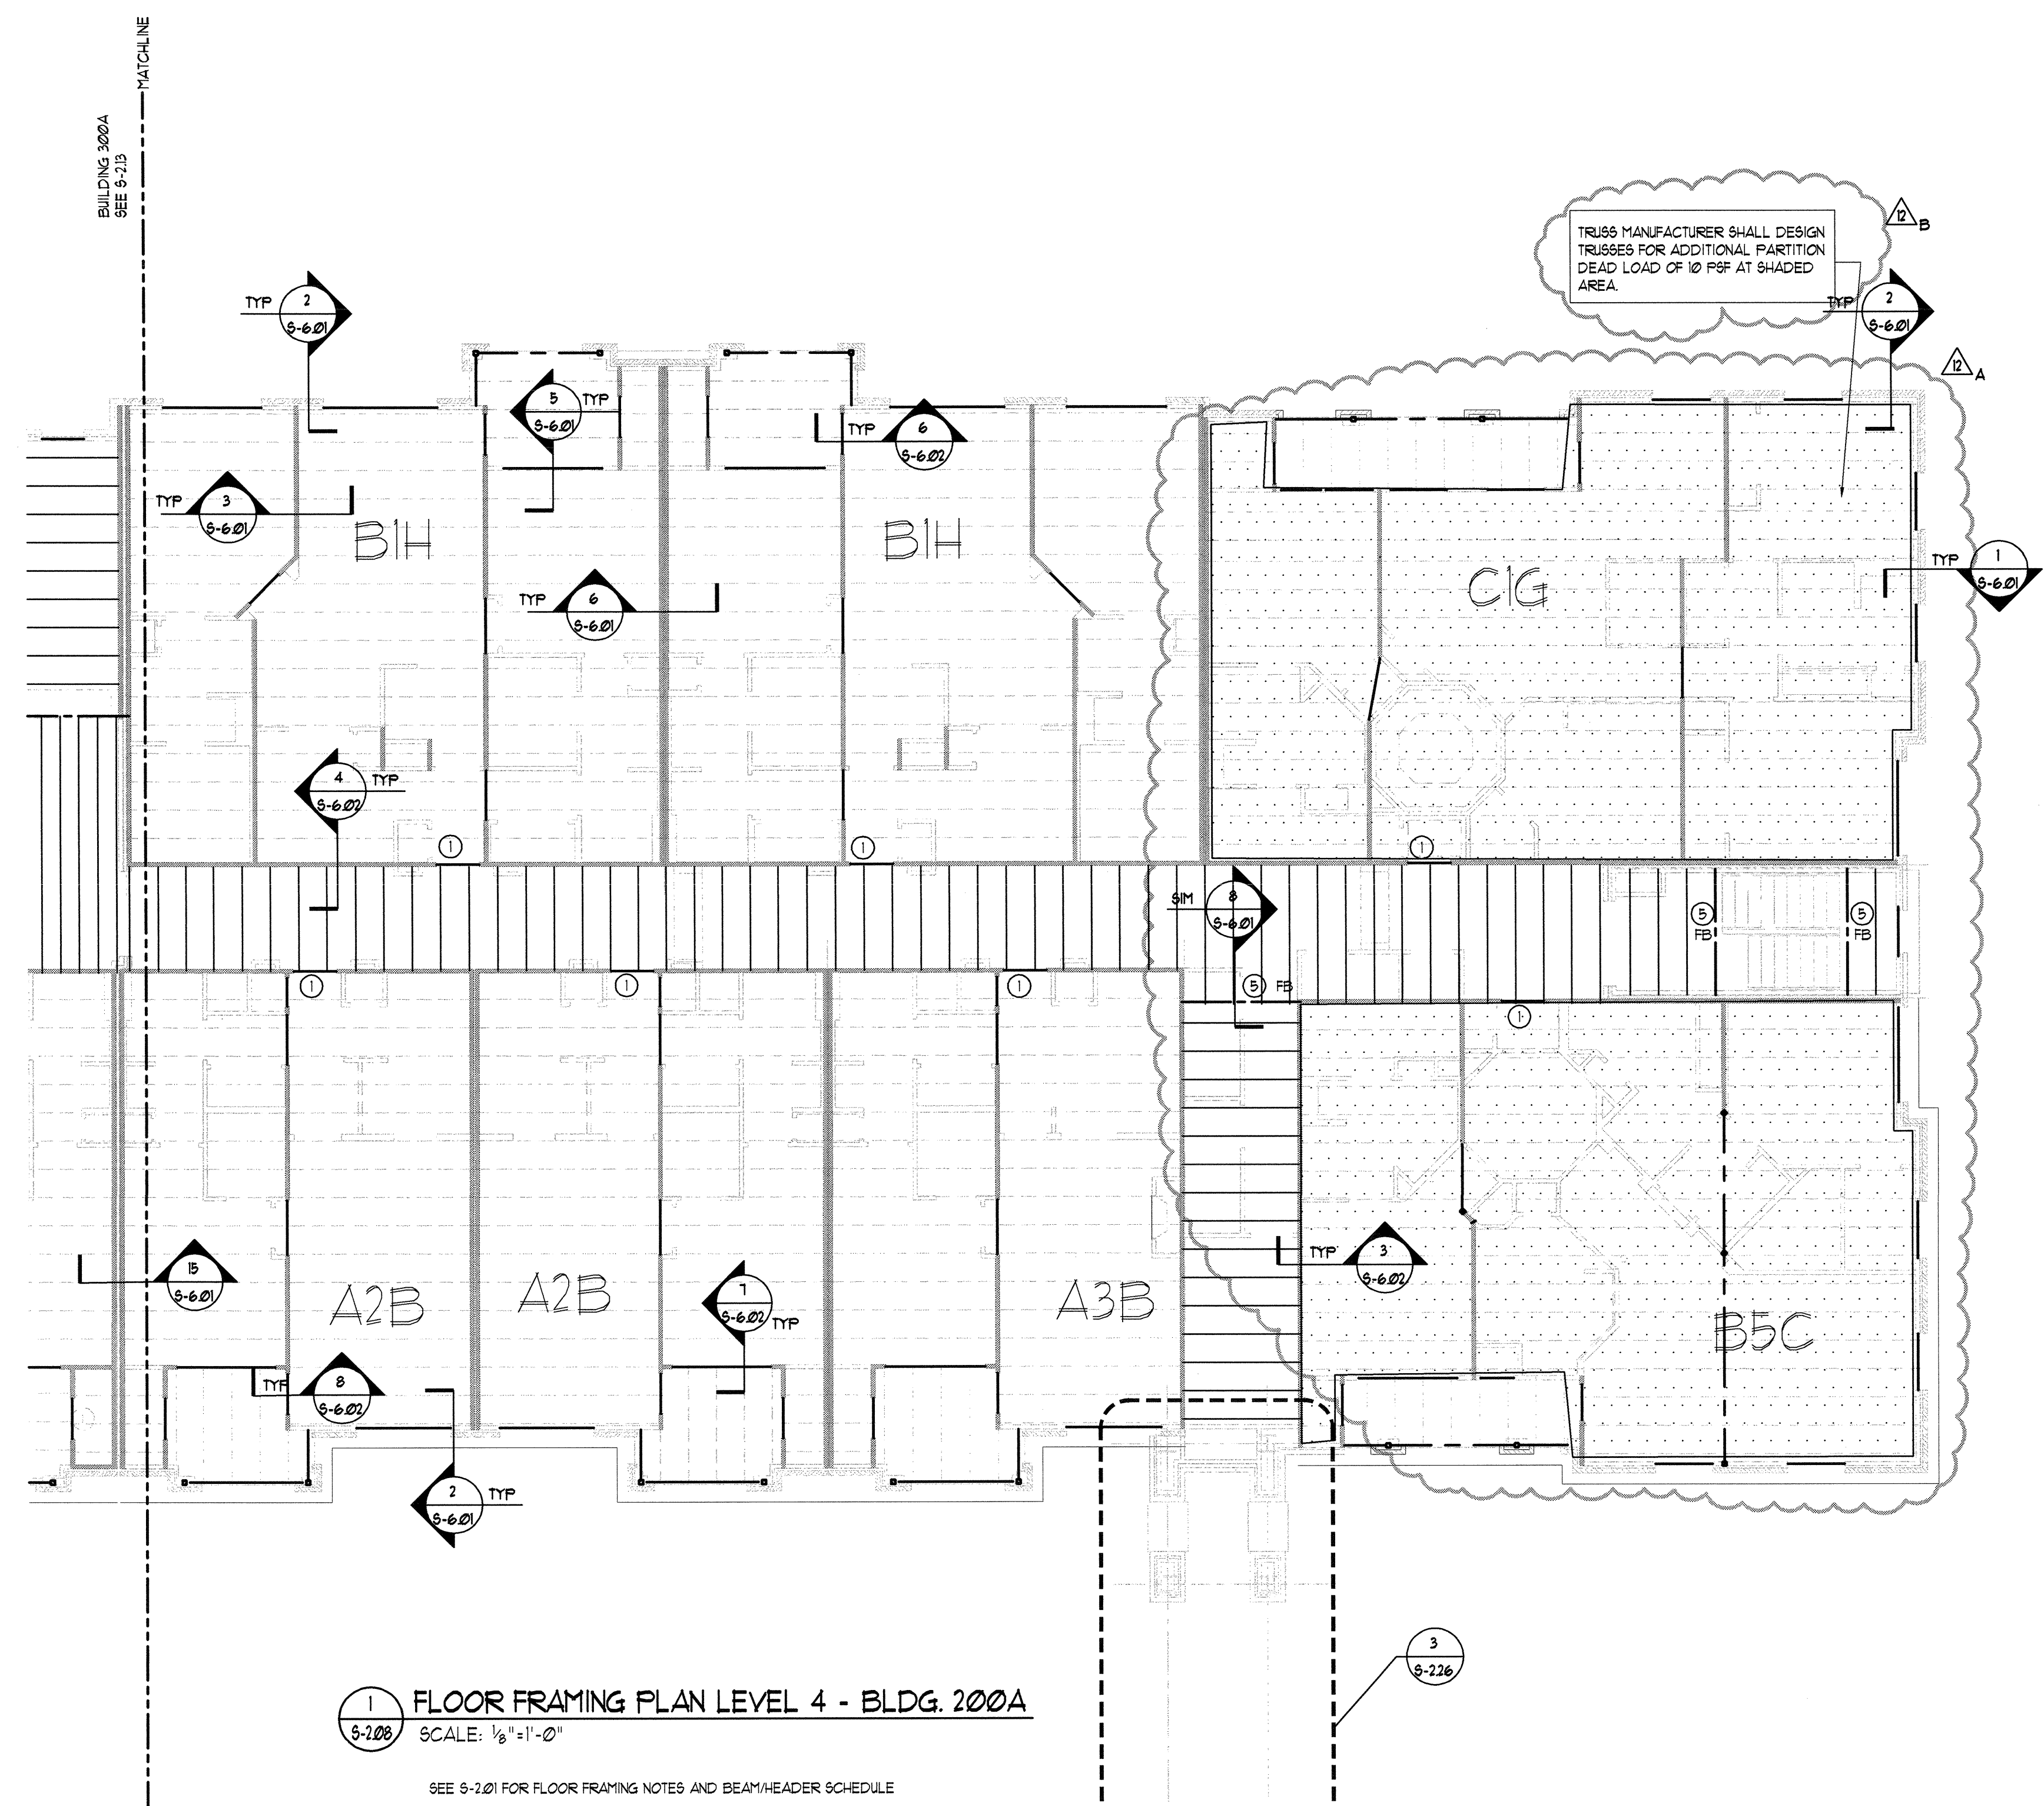 MATCHLINE
BUILDING 300A
SEE S-2.13
TRUSS MANUFACTURER SHALL DESIGN
TRUSSES FOR ADDITIONAL PARTITION
DEAD LOAD OF 10 PSF AT SHADED
AREA.
12
B
TYP
2
S-6.01
TYP
2
S-6.01
12
A
5
TYP
S-6.01
TYP
6
S-6.02
TYP
3
S-6.01
B1H
B1H
C1G
TYP
1
S-6.01
TYP
6
S-6.01
4
TYP
S-6.02
1
1
1
SIM
8
S-6.01
5
FB
5
FB
1
1
1
5
FB
1
15
S-6.01
A2B
A2B
7
S-6.02
TYP
A3B
TYP
3
S-6.02
B5C
TYP
8
S-6.02
2
TYP
S-6.01
3
S-2.26
1
S-2.08
FLOOR FRAMING PLAN LEVEL 4 - BLDG. 200A
SCALE: 1/8"=1'-0"
SEE S-2.01 FOR FLOOR FRAMING NOTES AND BEAM/HEADER SCHEDULE